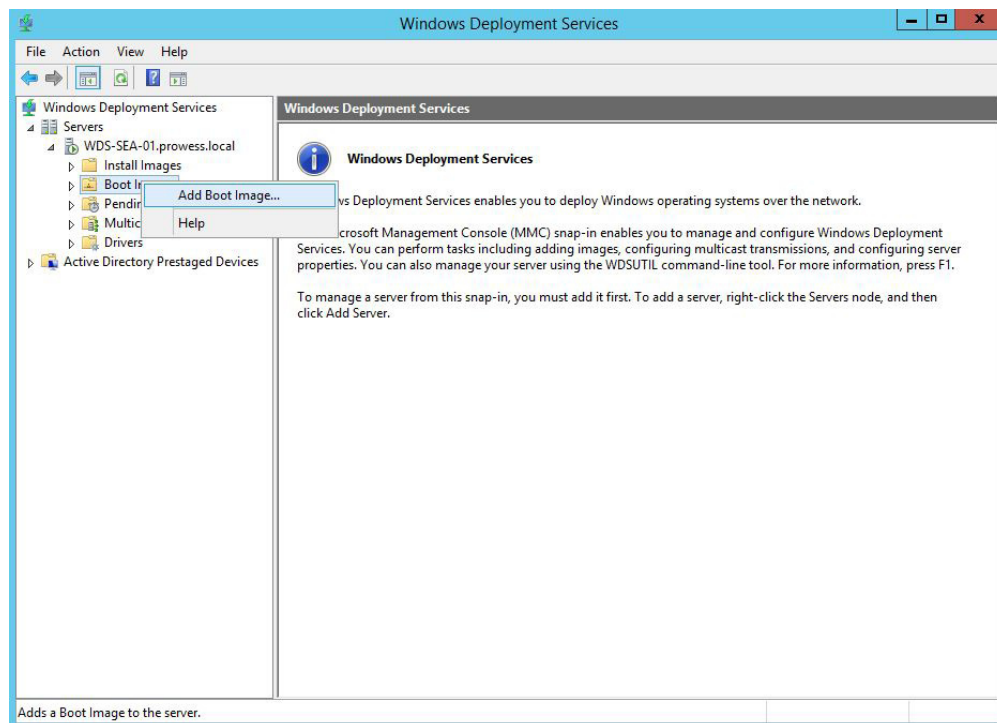 Windows Deployment Services
x
File Action View Help
Windows Deployment Services
Servers
WDS-SEA-01.prowess.local
Install Images
Boot
Add Boot Image...
Help
Drivers
Active Directory Prestaged Devices
Windows Deployment Services
Windows Deployment Services
Deployment Services enables you to deploy Windows operating systems over the network.
Management Console (MMC) snap-in enables you to manage and configure Windows Deployment
Services. You can perform tasks including adding images, configuring multicast transmissions, and configuring server
properties. You can also manage your server using the WDSUTIL command-line tool. For more information, press F1.
To manage a server from this snap-in, you must add it first. To add a server, right-click the Servers node, and then
click Add Server.
Adds a Boot Image to the server.